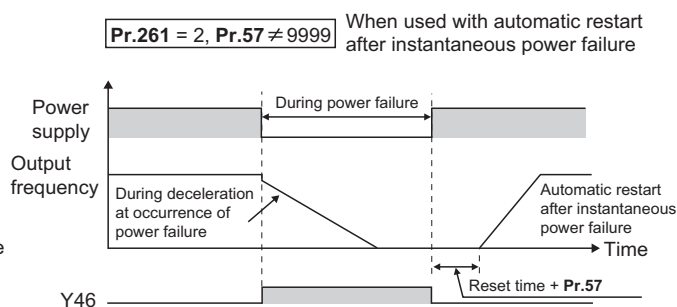 Pr.261 = 2, Pr.57 ≠ 9999
When used with automatic restart
after instantaneous power failure
Power
supply
During power failure
Output
frequency
During deceleration
at occurrence of
power failure
Automatic restart
after instantaneous
power failure
Time
Reset time + Pr.57
Y46